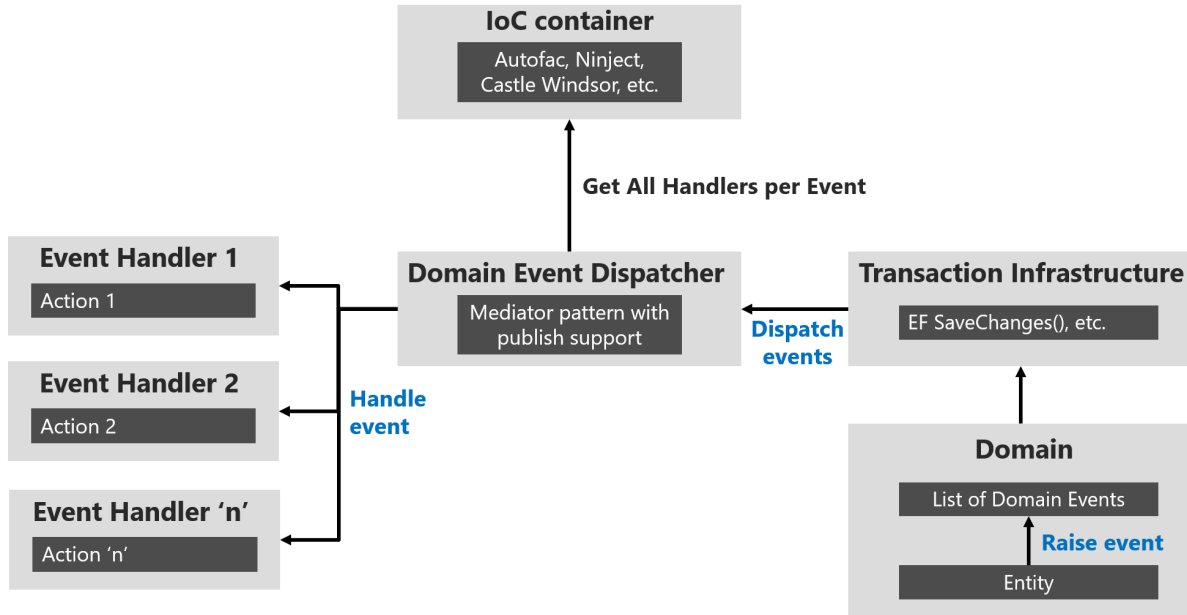 IoC container
Autofac, Ninject,
Castle Windsor, etc.
Get All Handlers per Event
Event Handler 1
Action 1
Domain Event Dispatcher
Mediator pattern with
publish support
Transaction Infrastructure
EF SaveChanges(), etc.
Dispatch
events
Event Handler 2
Action 2
Handle
event
Event Handler ‘n’
Action ‘n’
Domain
List of Domain Events
Raise event
Entity